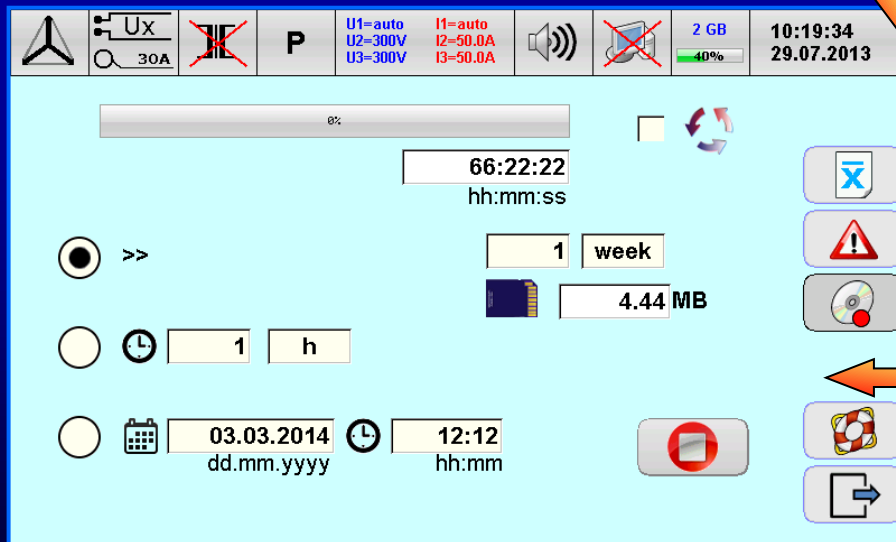 Ux
30A
P
U1=auto
U2=300V
U3=300V
I1=auto
I2=50.0A
I3=50.0A
2 GB
40%
10:19:34
29.07.2013
0%
66:22:22
hh:mm:ss
>>
1 week
4.44 MB
1 h
03.03.2014 12:12
dd.mm.yyyy hh:mm
x